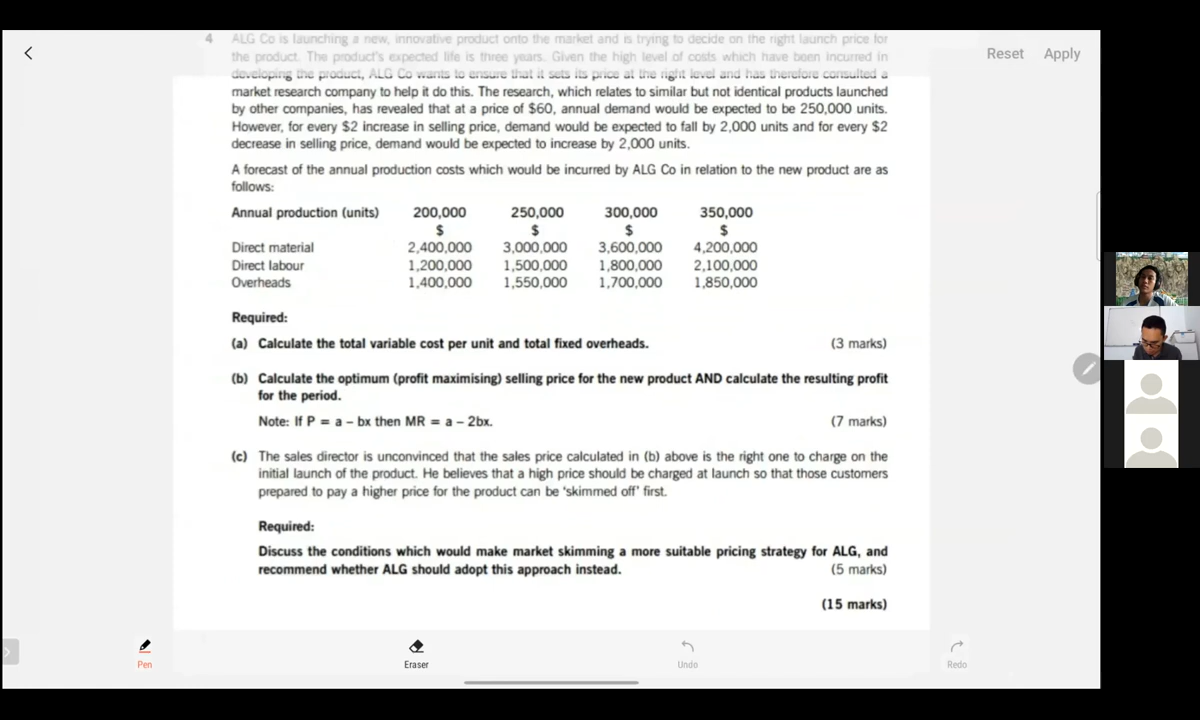 Reset Apply
4 ALG Co is launching a new, innovative product onto the market and is trying to decide on the right launch price for
the product. The product's expected life is three years. Given the high level of costs which have been incurred in
developing the product, ALG Co wants to ensure that it sets its price at the right level and has therefore consulted a
market research company to help it do this. The research, which relates to similar but not identical products launched
by other companies, has revealed that at a price of $60, annual demand would be expected to be 250,000 units.
However, for every $2 increase in selling price, demand would be expected to fall by 2,000 units and for every $2
decrease in selling price, demand would be expected to increase by 2,000 units.
A forecast of the annual production costs which would be incurred by ALG Co in relation to the new product are as
follows:
Annual production (units) 200,000 250,000 300,000 350,000
$ $ $ $
Direct material 2,400,000 3,000,000 3,600,000 4,200,000
Direct labour 1,200,000 1,500,000 1,800,000 2,100,000
Overheads 1,400,000 1,550,000 1,700,000 1,850,000
Required:
(a) Calculate the total variable cost per unit and total fixed overheads. (3 marks)
(b) Calculate the optimum (profit maximising) selling price for the new product AND calculate the resulting profit
for the period.
Note: If P = a – bx then MR = a – 2bx. (7 marks)
(c) The sales director is unconvinced that the sales price calculated in (b) above is the right one to charge on the
initial launch of the product. He believes that a high price should be charged at launch so that those customers
prepared to pay a higher price for the product can be 'skimmed off' first.
Required:
Discuss the conditions which would make market skimming a more suitable pricing strategy for ALG, and
recommend whether ALG should adopt this approach instead. (5 marks)
(15 marks)
Pen Eraser Undo Redo